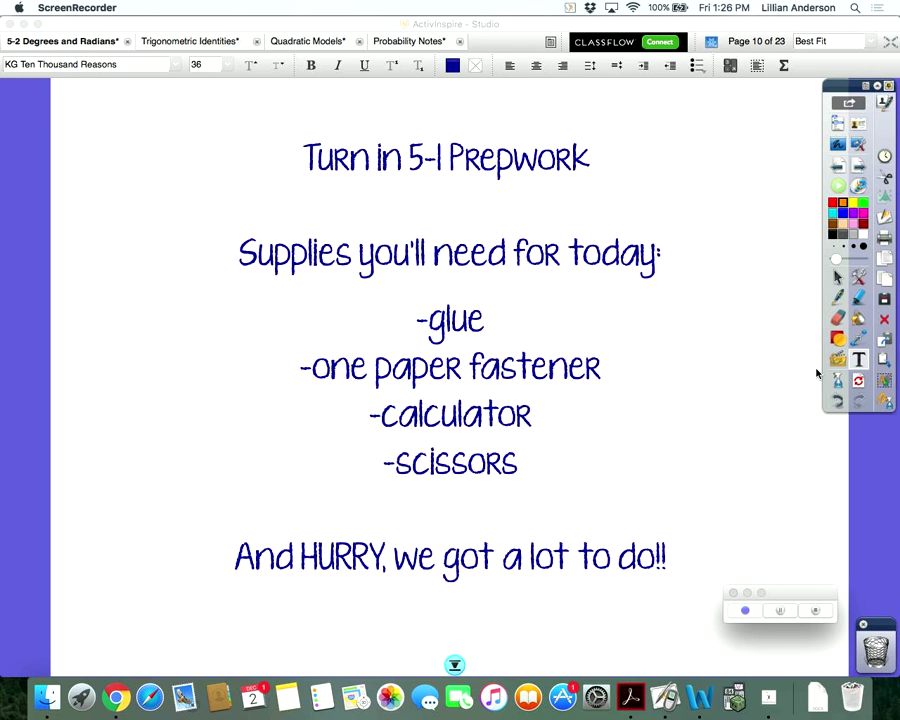 ScreenRecorder 100% Fri 1:26 PM Lillian Anderson
ActivInspire - Studio
5-2 Degrees and Radians* Trigonometric Identities* Quadratic Models* Probability Notes* CLASSFLOW Connect Page 10 of 23 Best Fit
KG Ten Thousand Reasons 36 B I U
Turn in 5-1 Prepwork
Supplies you'll need for today:
-glue
-one paper fastener
-calculator
-scissors
And HURRY, we got a lot to do!!
DEC
2